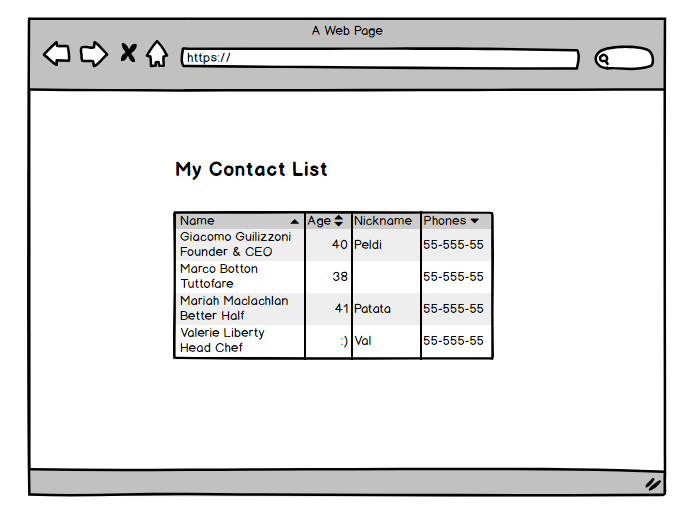 A Web Page
https://
My Contact List
Name Age Nickname Phones
Giacomo Guilizzoni
Founder & CEO 40 Peldi 55-555-55
Marco Botton
Tuttofare 38 55-555-55
Mariah Maclachlan
Better Half 41 Patata 55-555-55
Valerie Liberty
Head Chef :) Val 55-555-55